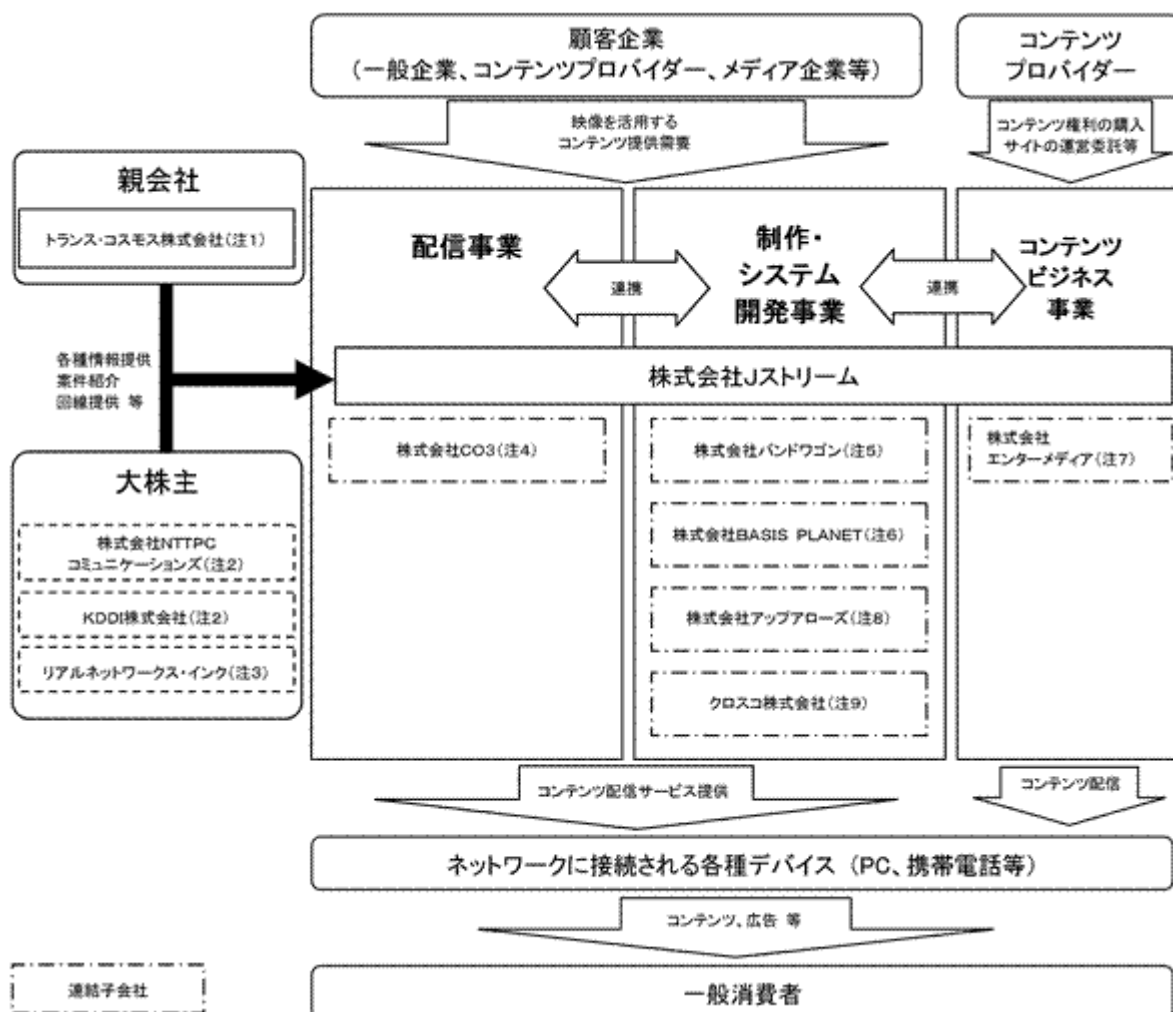 顧客企業
(一般企業、コンテンツプロバイダー、メディア企業等)
コンテンツ
プロバイダー
映像を活用する
コンテンツ提供需要
コンテンツ権利の購入
サイトの運営委託等
親会社
トランス・コスモス株式会社(注1)
配信事業
連携
制作・
システム
開発事業
連携
コンテンツ
ビジネス
事業
各種情報提供
案件紹介
回線提供 等
株式会社Jストリーム
株式会社CO3(注4)
株式会社バンドワゴン(注5)
株式会社
エンターメディア(注7)
大株主
株式会社NTTPC
コミュニケーションズ(注2)
KDDI株式会社(注2)
リアルネットワークス・インク(注3)
株式会社BASIS PLANET(注6)
株式会社アップアローズ(注8)
クロスコ株式会社(注9)
コンテンツ配信サービス提供
コンテンツ配信
ネットワークに接続される各種デバイス (PC、携帯電話等)
コンテンツ、広告 等
連結子会社
一般消費者